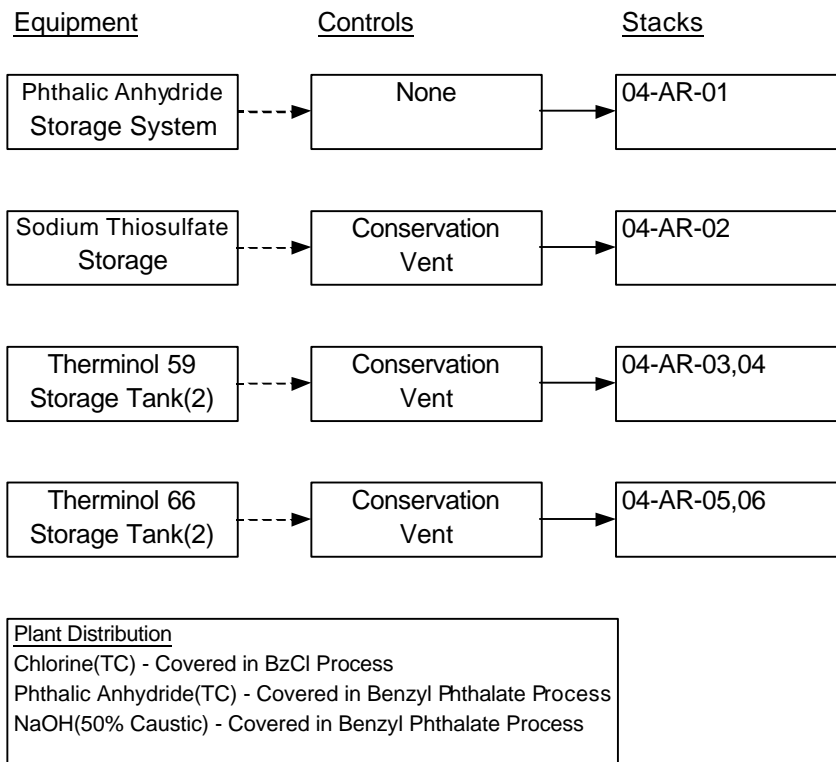 Equipment Controls Stacks
Phthalic Anhydride
Storage System
None
04-AR-01
Sodium Thiosulfate
Storage
Conservation
Vent
04-AR-02
Therminol 59
Storage Tank(2)
Conservation
Vent
04-AR-03,04
Therminol 66
Storage Tank(2)
Conservation
Vent
04-AR-05,06
Plant Distribution
Chlorine(TC) - Covered in BzCl Process
Phthalic Anhydride(TC) - Covered in Benzyl Phthalate Process
NaOH(50% Caustic) - Covered in Benzyl Phthalate Process